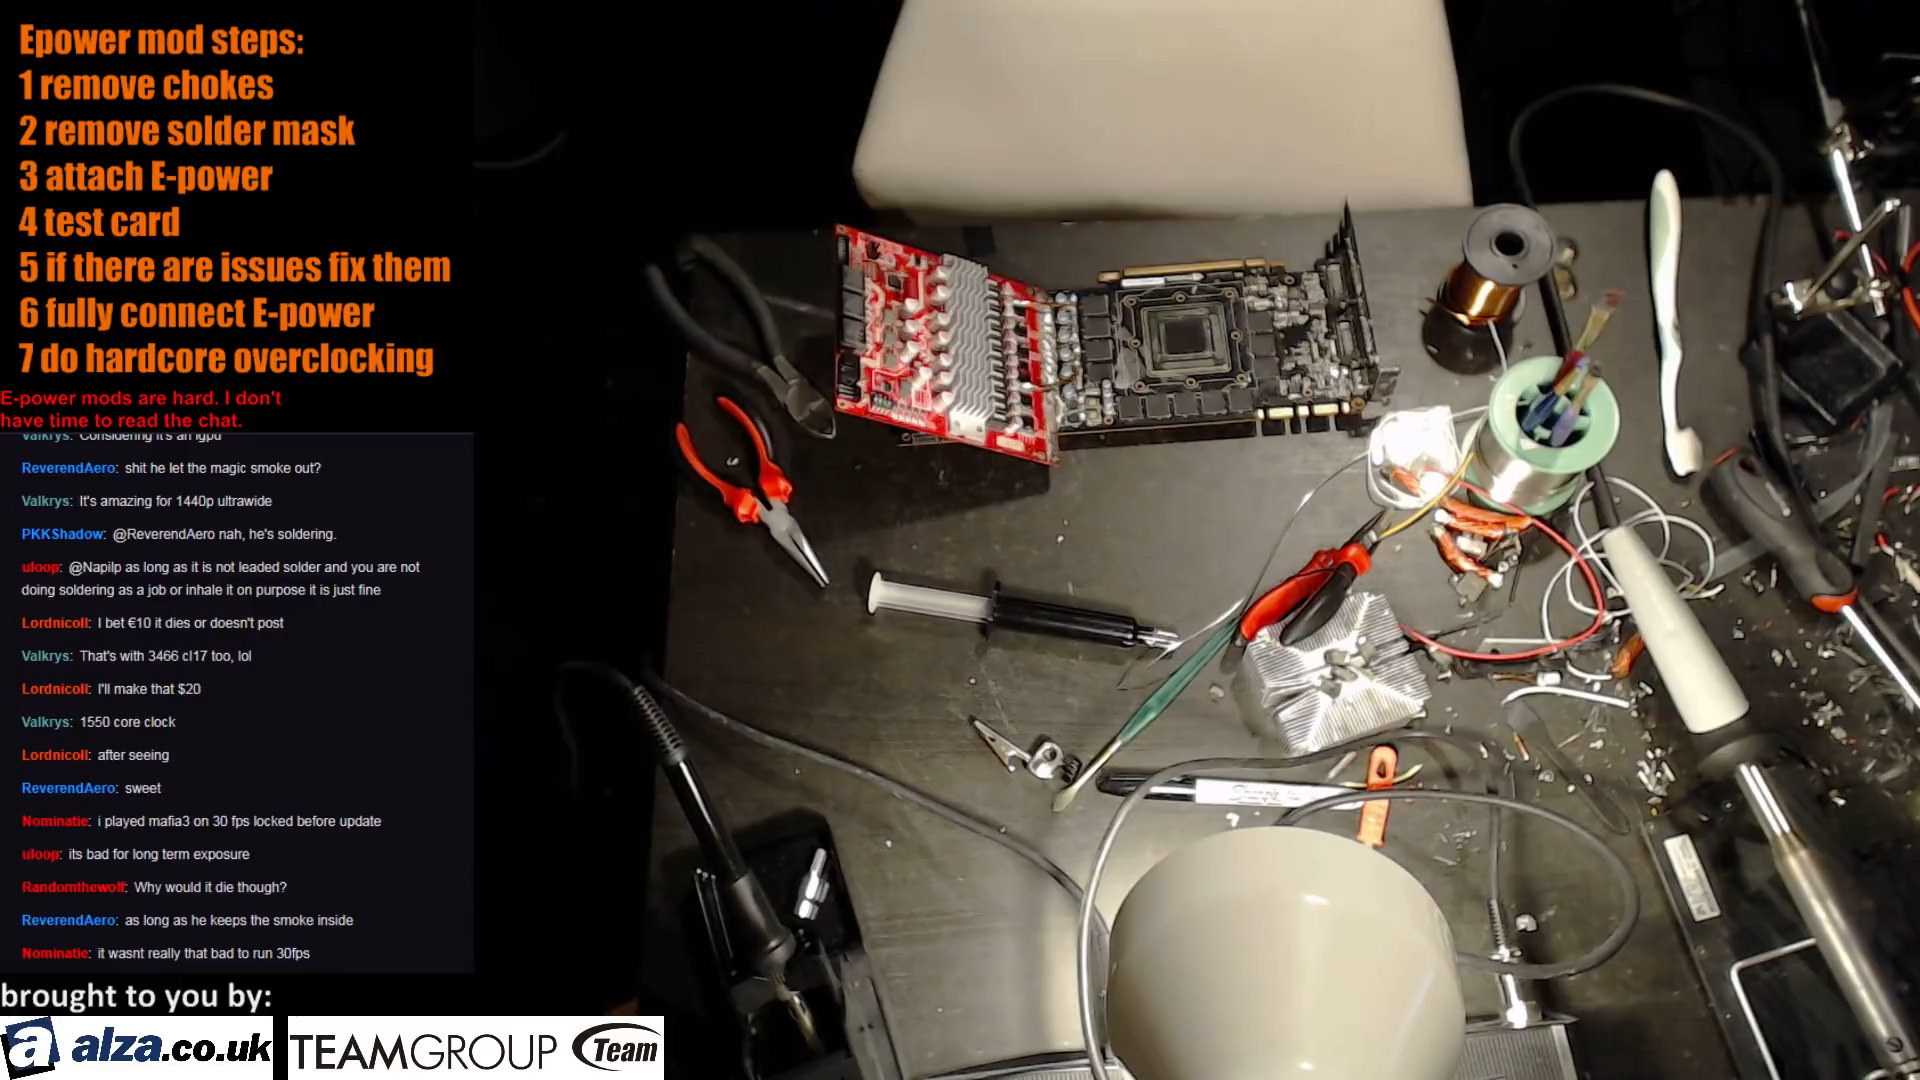 Epower mod steps:
1 remove chokes
2 remove solder mask
3 attach E-power
4 test card
5 if there are issues fix them
6 fully connect E-power
7 do hardcore overclocking
E-power mods are hard. I don't
have time to read the chat.
Valkrys: Considering it's an igpu
ReverendAero: shit he let the magic smoke out?
Valkrys: It's amazing for 1440p ultrawide
PKKShadow: @ReverendAero nah, he's soldering.
uloop: @Napilp as long as it is not leaded solder and you are not
doing soldering as a job or inhale it on purpose it is just fine
Lordnicoll: I bet €10 it dies or doesn't post
Valkrys: That's with 3466 cl17 too, lol
Lordnicoll: I'll make that $20
Valkrys: 1550 core clock
Lordnicoll: after seeing
ReverendAero: sweet
Nominatie: i played mafia3 on 30 fps locked before update
uloop: its bad for long term exposure
Randomthewolf: Why would it die though?
ReverendAero: as long as he keeps the smoke inside
Nominatie: it wasnt really that bad to run 30fps
brought to you by:
a alza.co.uk TEAMGROUP Team
Sharpie